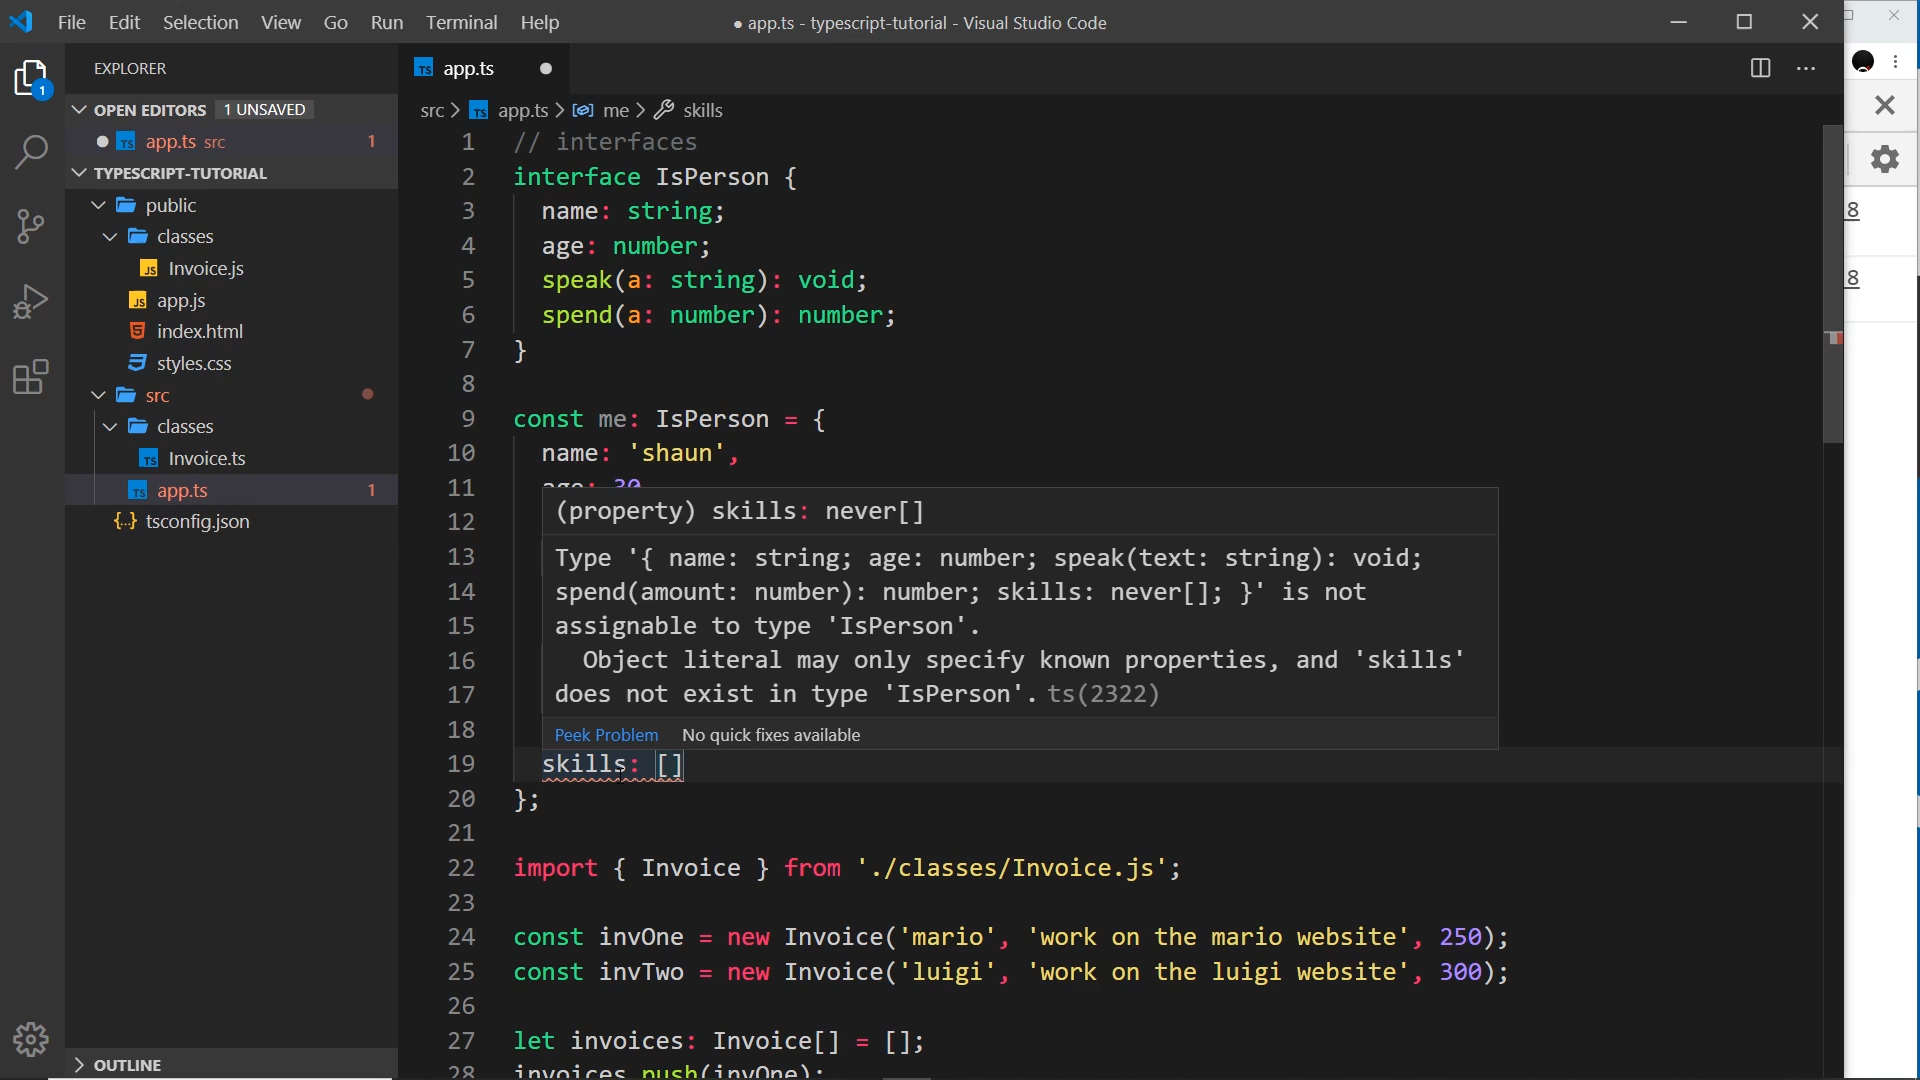 File Edit Selection View Go Run Terminal Help
● app.ts - typescript-tutorial - Visual Studio Code
EXPLORER
OPEN EDITORS 1 UNSAVED
app.ts src 1
TYPESCRIPT-TUTORIAL
public
classes
Invoice.js
app.js
index.html
styles.css
src
classes
Invoice.ts
app.ts 1
tsconfig.json
OUTLINE
1
app.ts
src > app.ts > me > skills
1 // interfaces
2 interface IsPerson {
3 name: string;
4 age: number;
5 speak(a: string): void;
6 spend(a: number): number;
7 }
8
9 const me: IsPerson = {
10 name: 'shaun',
11 age: 30
12
13
14
15
16
17
18
(property) skills: never[]
Type '{ name: string; age: number; speak(text: string): void;
spend(amount: number): number; skills: never[]; }' is not
assignable to type 'IsPerson'.
Object literal may only specify known properties, and 'skills'
does not exist in type 'IsPerson'. ts(2322)
Peek Problem No quick fixes available
19 skills: []
20 };
21
22 import { Invoice } from './classes/Invoice.js';
23
24 const invOne = new Invoice('mario', 'work on the mario website', 250);
25 const invTwo = new Invoice('luigi', 'work on the luigi website', 300);
26
27 let invoices: Invoice[] = [];
28 invoices.push(invOne);
8
8